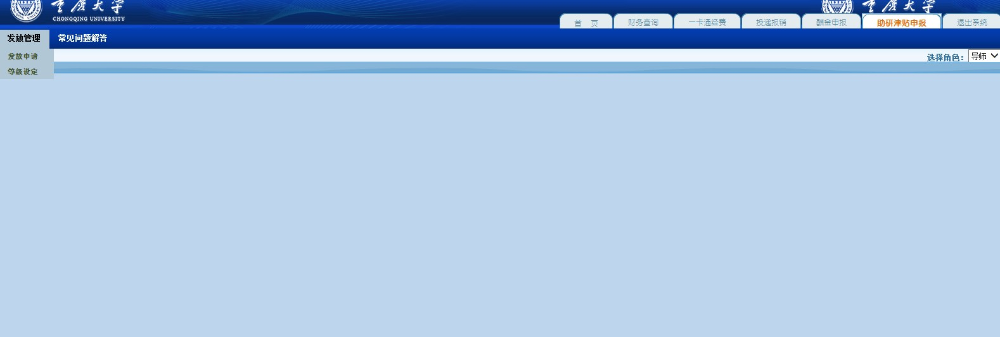 重庆大学
CHONGQING UNIVERSITY
重庆大学
首 页
财务查询
一卡通经费
投递报销
酬金申报
助研津贴申报
退出系统
发放管理
常见问题解答
发放申请
等级设定
选择角色：
导师